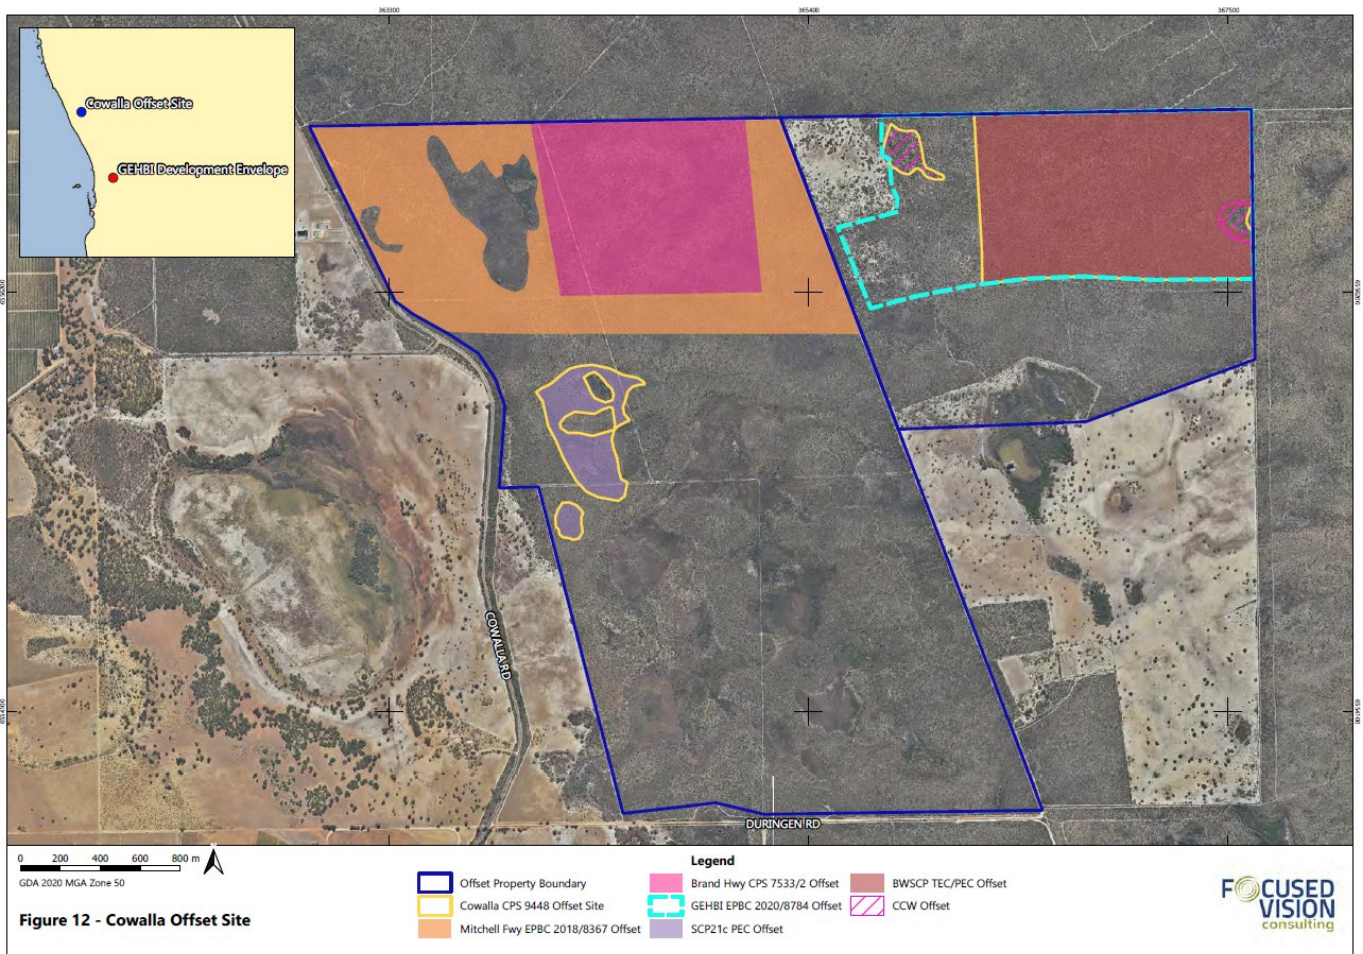 363300
365400
367500
Cowalla Offset Site
GEHBI Development Envelope
COWALLA RD
DURINGEN RD
0 200 400 600 800 m
GDA 2020 MGA Zone 50
Figure 12 - Cowalla Offset Site
Legend
Offset Property Boundary
Cowalla CPS 9448 Offset Site
Mitchell Fwy EPBC 2018/8367 Offset
Brand Hwy CPS 7533/2 Offset
GEHBI EPBC 2020/8784 Offset
SCP21c PEC Offset
BWSCP TEC/PEC Offset
CCW Offset
FOCUSED
VISION
consulting